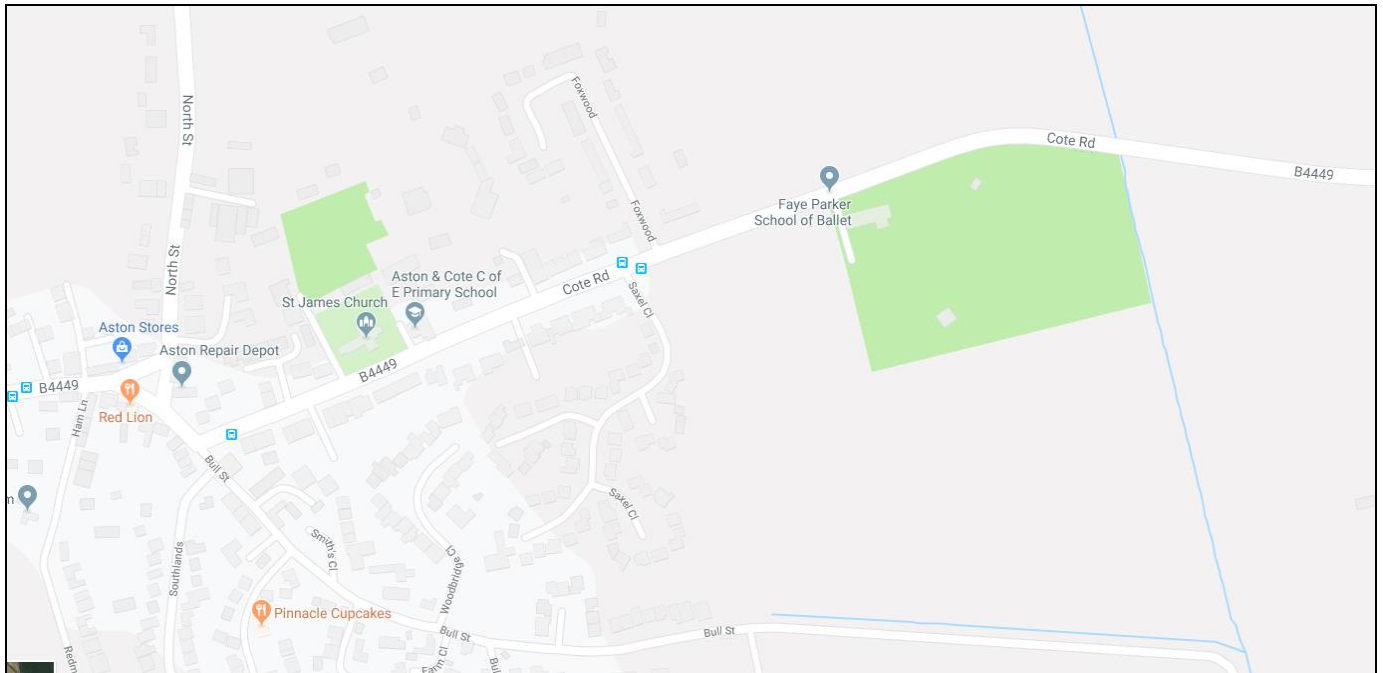 North St
Foxwood
Cote Rd
B4449
Faye Parker
School of Ballet
Foxwood
North St
Aston & Cote C of
E Primary School
St James Church
Cote Rd
Saxel Cl
Aston Stores
Aston Repair Depot
B4449
B4449
Red Lion
Ham Ln
Bull St
Saxel Cl
Smith's Cl
Southlands
Woodbridge Cl
Pinnacle Cupcakes
Bull St
Bull St
Farm Cl